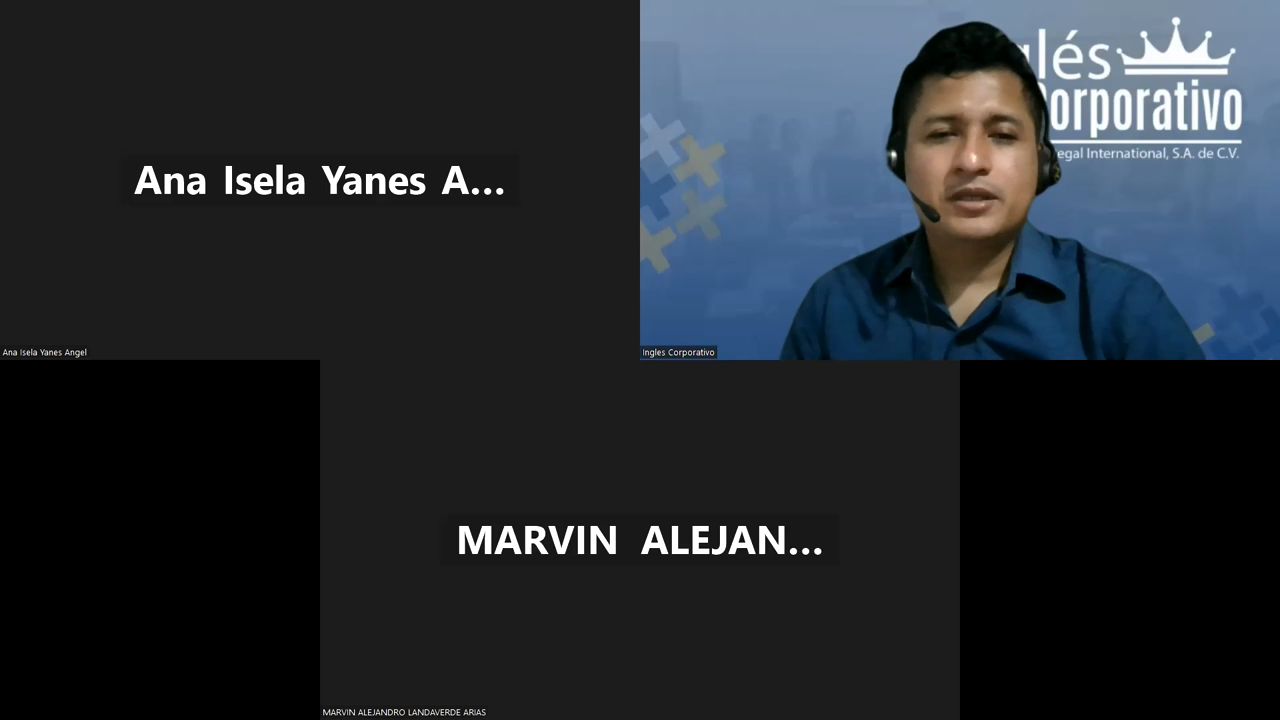 Ana Isela Yanes A...
Ana Isela Yanes Angel
glés
Corporativo
egal International, S.A. de C.V.
Ingles Corporativo
MARVIN ALEJAN...
MARVIN ALEJANDRO LANDAVERDE ARIAS